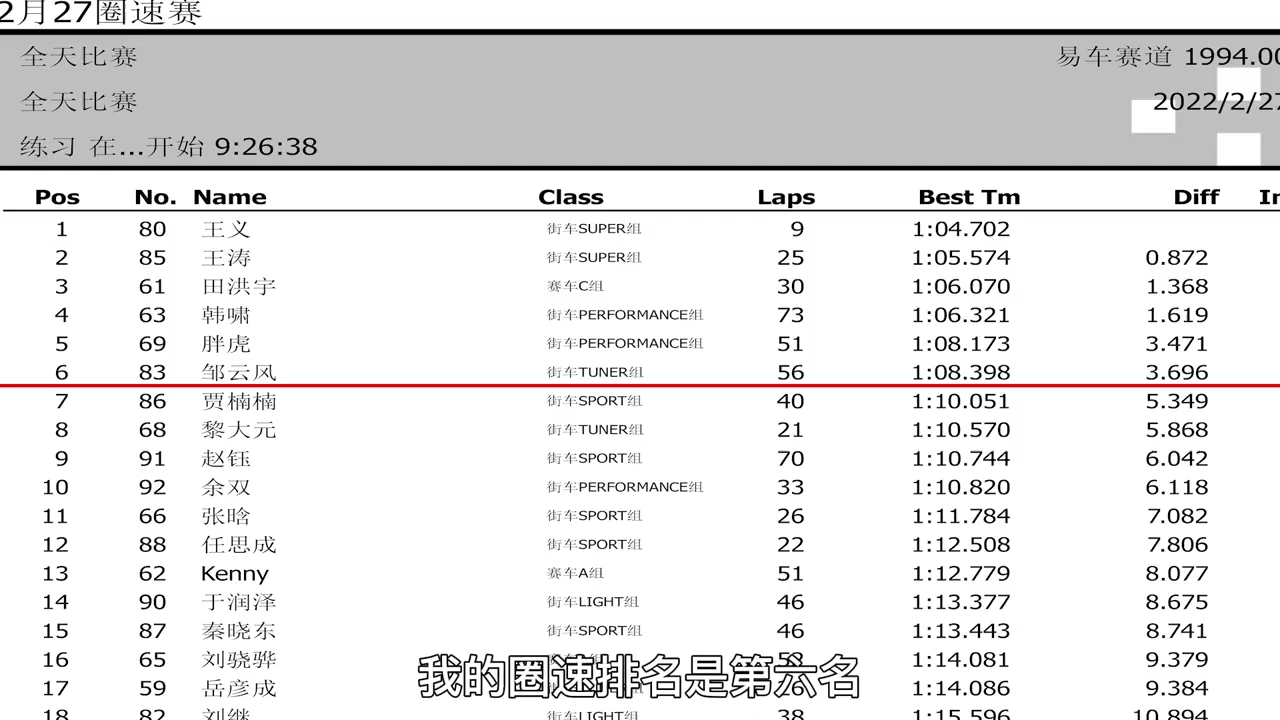 2月27圈速赛
全天比赛 易车赛道 1994.00
全天比赛 2022/2/27
练习 在...开始 9:26:38
Pos No. Name Class Laps Best Tm Diff In
1 80 王义 街车SUPER组 9 1:04.702
2 85 王涛 街车SUPER组 25 1:05.574 0.872
3 61 田洪宇 赛车C组 30 1:06.070 1.368
4 63 韩啸 街车PERFORMANCE组 73 1:06.321 1.619
5 69 胖虎 街车PERFORMANCE组 51 1:08.173 3.471
6 83 邹云风 街车TUNER组 56 1:08.398 3.696
7 86 贾楠楠 街车SPORT组 40 1:10.051 5.349
8 68 黎大元 街车TUNER组 21 1:10.570 5.868
9 91 赵钰 街车SPORT组 70 1:10.744 6.042
10 92 余双 街车PERFORMANCE组 33 1:10.820 6.118
11 66 张晗 街车SPORT组 26 1:11.784 7.082
12 88 任思成 街车SPORT组 22 1:12.508 7.806
13 62 Kenny 赛车A组 51 1:12.779 8.077
14 90 于润泽 街车LIGHT组 46 1:13.377 8.675
15 87 秦晓东 街车SPORT组 46 1:13.443 8.741
16 65 刘骁骅 1:14.081 9.379
17 59 岳彦成 1:14.086 9.384
18 82 刘继 街车LIGHT组 38 1:15.596 10.894
我的圈速排名是第六名